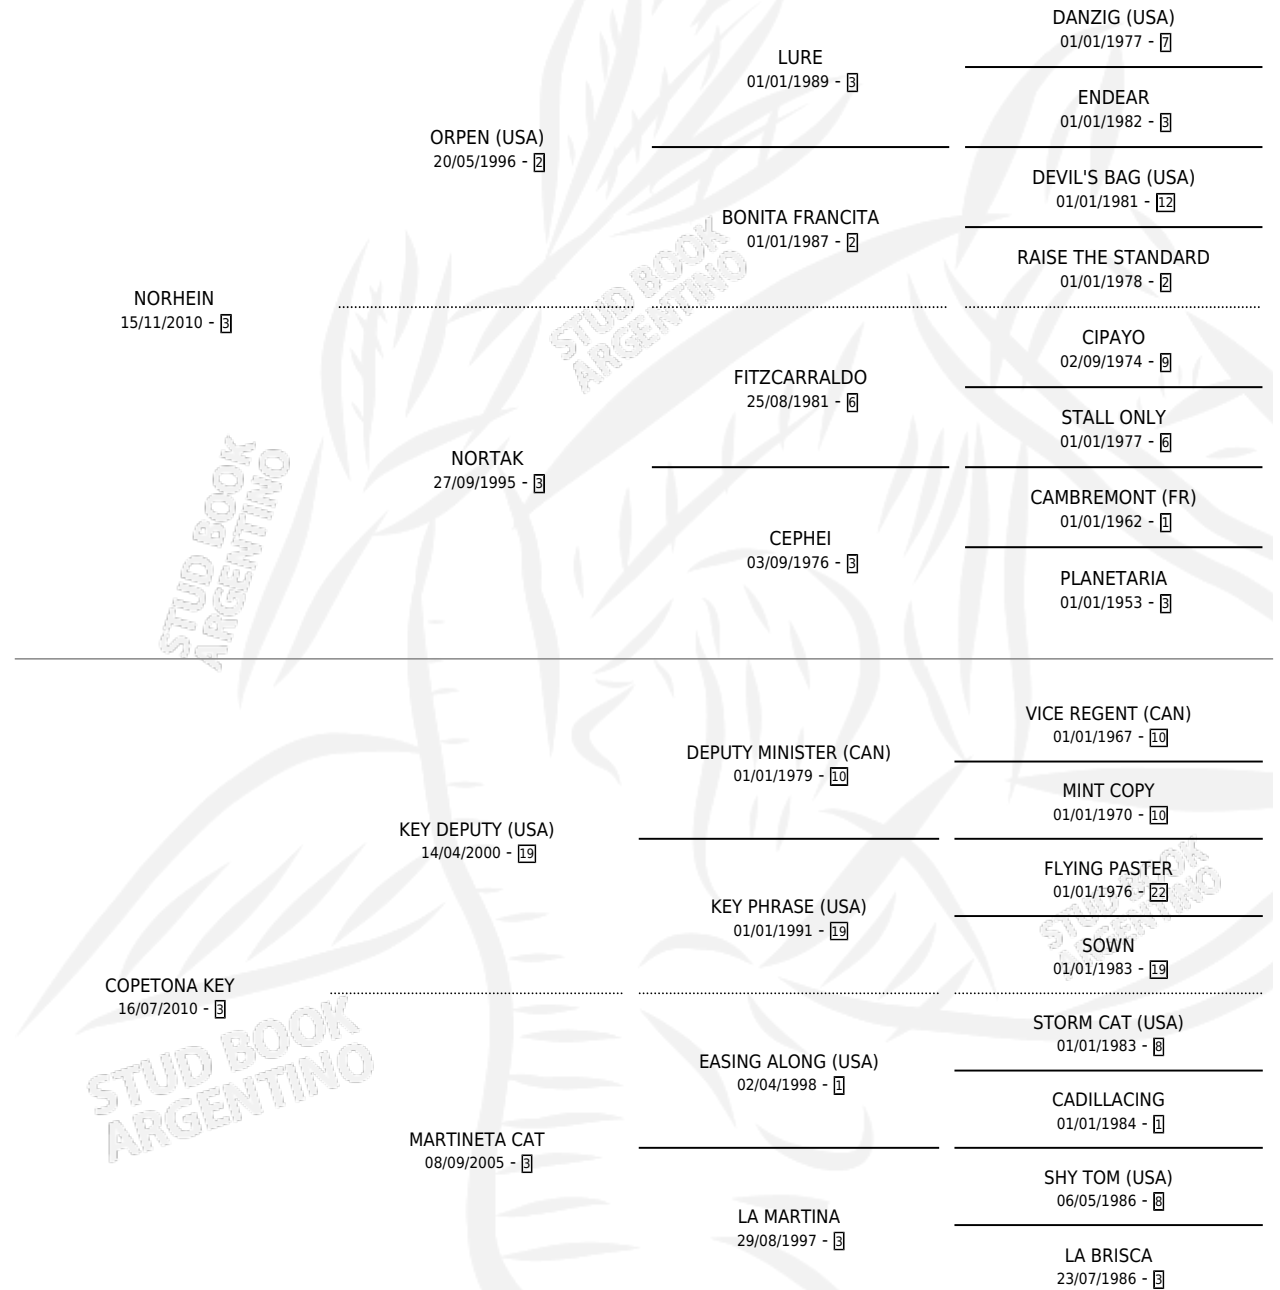 DANZIG (USA)
01/01/1977 - 7
LURE
01/01/1989 - 3
ENDEAR
01/01/1982 - 3
ORPEN (USA)
20/05/1996 - 2
DEVIL'S BAG (USA)
01/01/1981 - 12
BONITA FRANCITA
01/01/1987 - 2
RAISE THE STANDARD
01/01/1978 - 2
STUD BOOK
ARGENTINO
NORHEIN
15/11/2010 - 3
CIPAYO
02/09/1974 - 9
FITZCARRALDO
25/08/1981 - 6
STALL ONLY
01/01/1977 - 6
NORTAK
27/09/1995 - 3
CAMBREMONT (FR)
01/01/1962 - 1
CEPHEI
03/09/1976 - 3
PLANETARIA
01/01/1953 - 3
STUD BOOK
ARGENTINO
VICE REGENT (CAN)
01/01/1967 - 10
DEPUTY MINISTER (CAN)
01/01/1979 - 10
MINT COPY
01/01/1970 - 10
KEY DEPUTY (USA)
14/04/2000 - 19
FLYING PASTER
01/01/1976 - 22
KEY PHRASE (USA)
01/01/1991 - 19
SOWN
01/01/1983 - 19
STUD BOOK
ARGENTINO
COPETONA KEY
16/07/2010 - 3
STORM CAT (USA)
01/01/1983 - 8
EASING ALONG (USA)
02/04/1998 - 1
CADILLACING
01/01/1984 - 1
STUD BOOK
ARGENTINO
MARTINETA CAT
08/09/2005 - 3
SHY TOM (USA)
06/05/1986 - 8
LA MARTINA
29/08/1997 - 3
LA BRISCA
23/07/1986 - 3